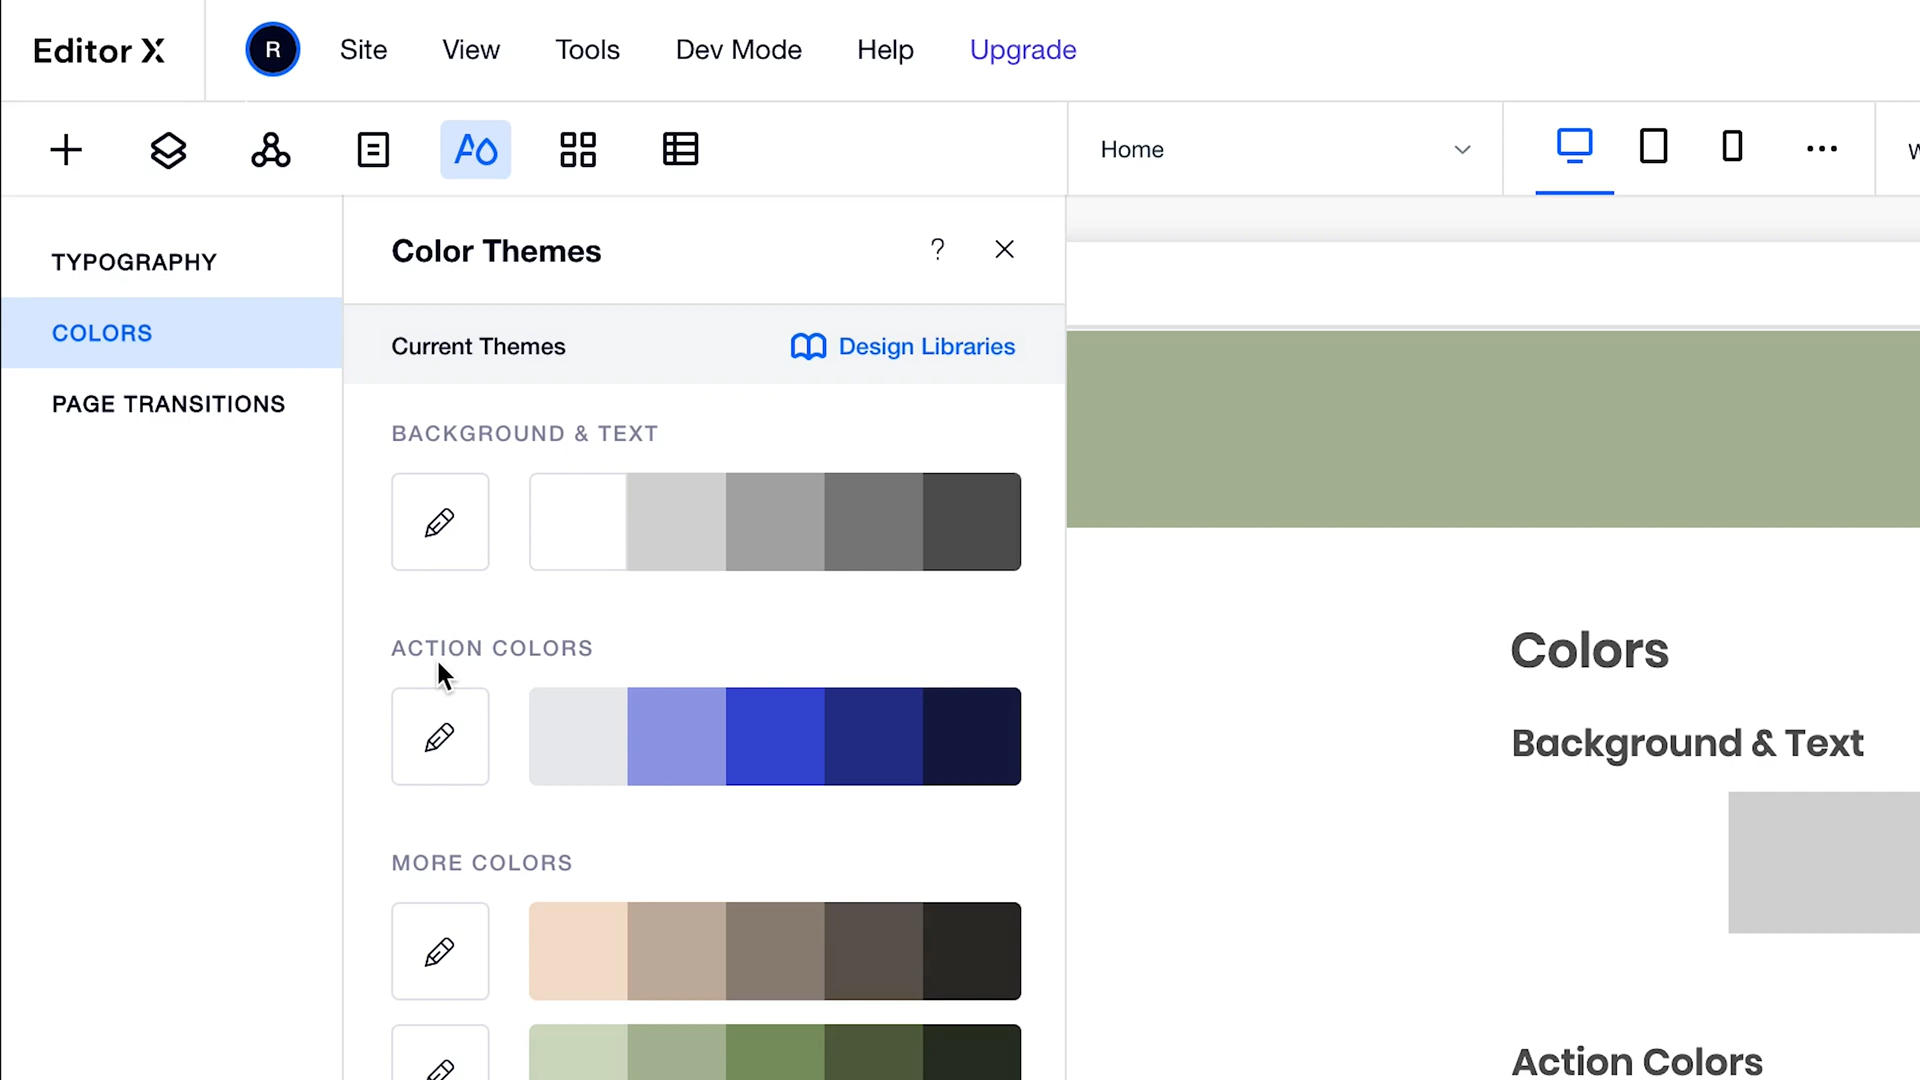 Editor X
R
Site
View
Tools
Dev Mode
Help
Upgrade
Home
W
TYPOGRAPHY
COLORS
PAGE TRANSITIONS
Color Themes
?
Current Themes
Design Libraries
BACKGROUND & TEXT
ACTION COLORS
MORE COLORS
Colors
Background & Text
Action Colors